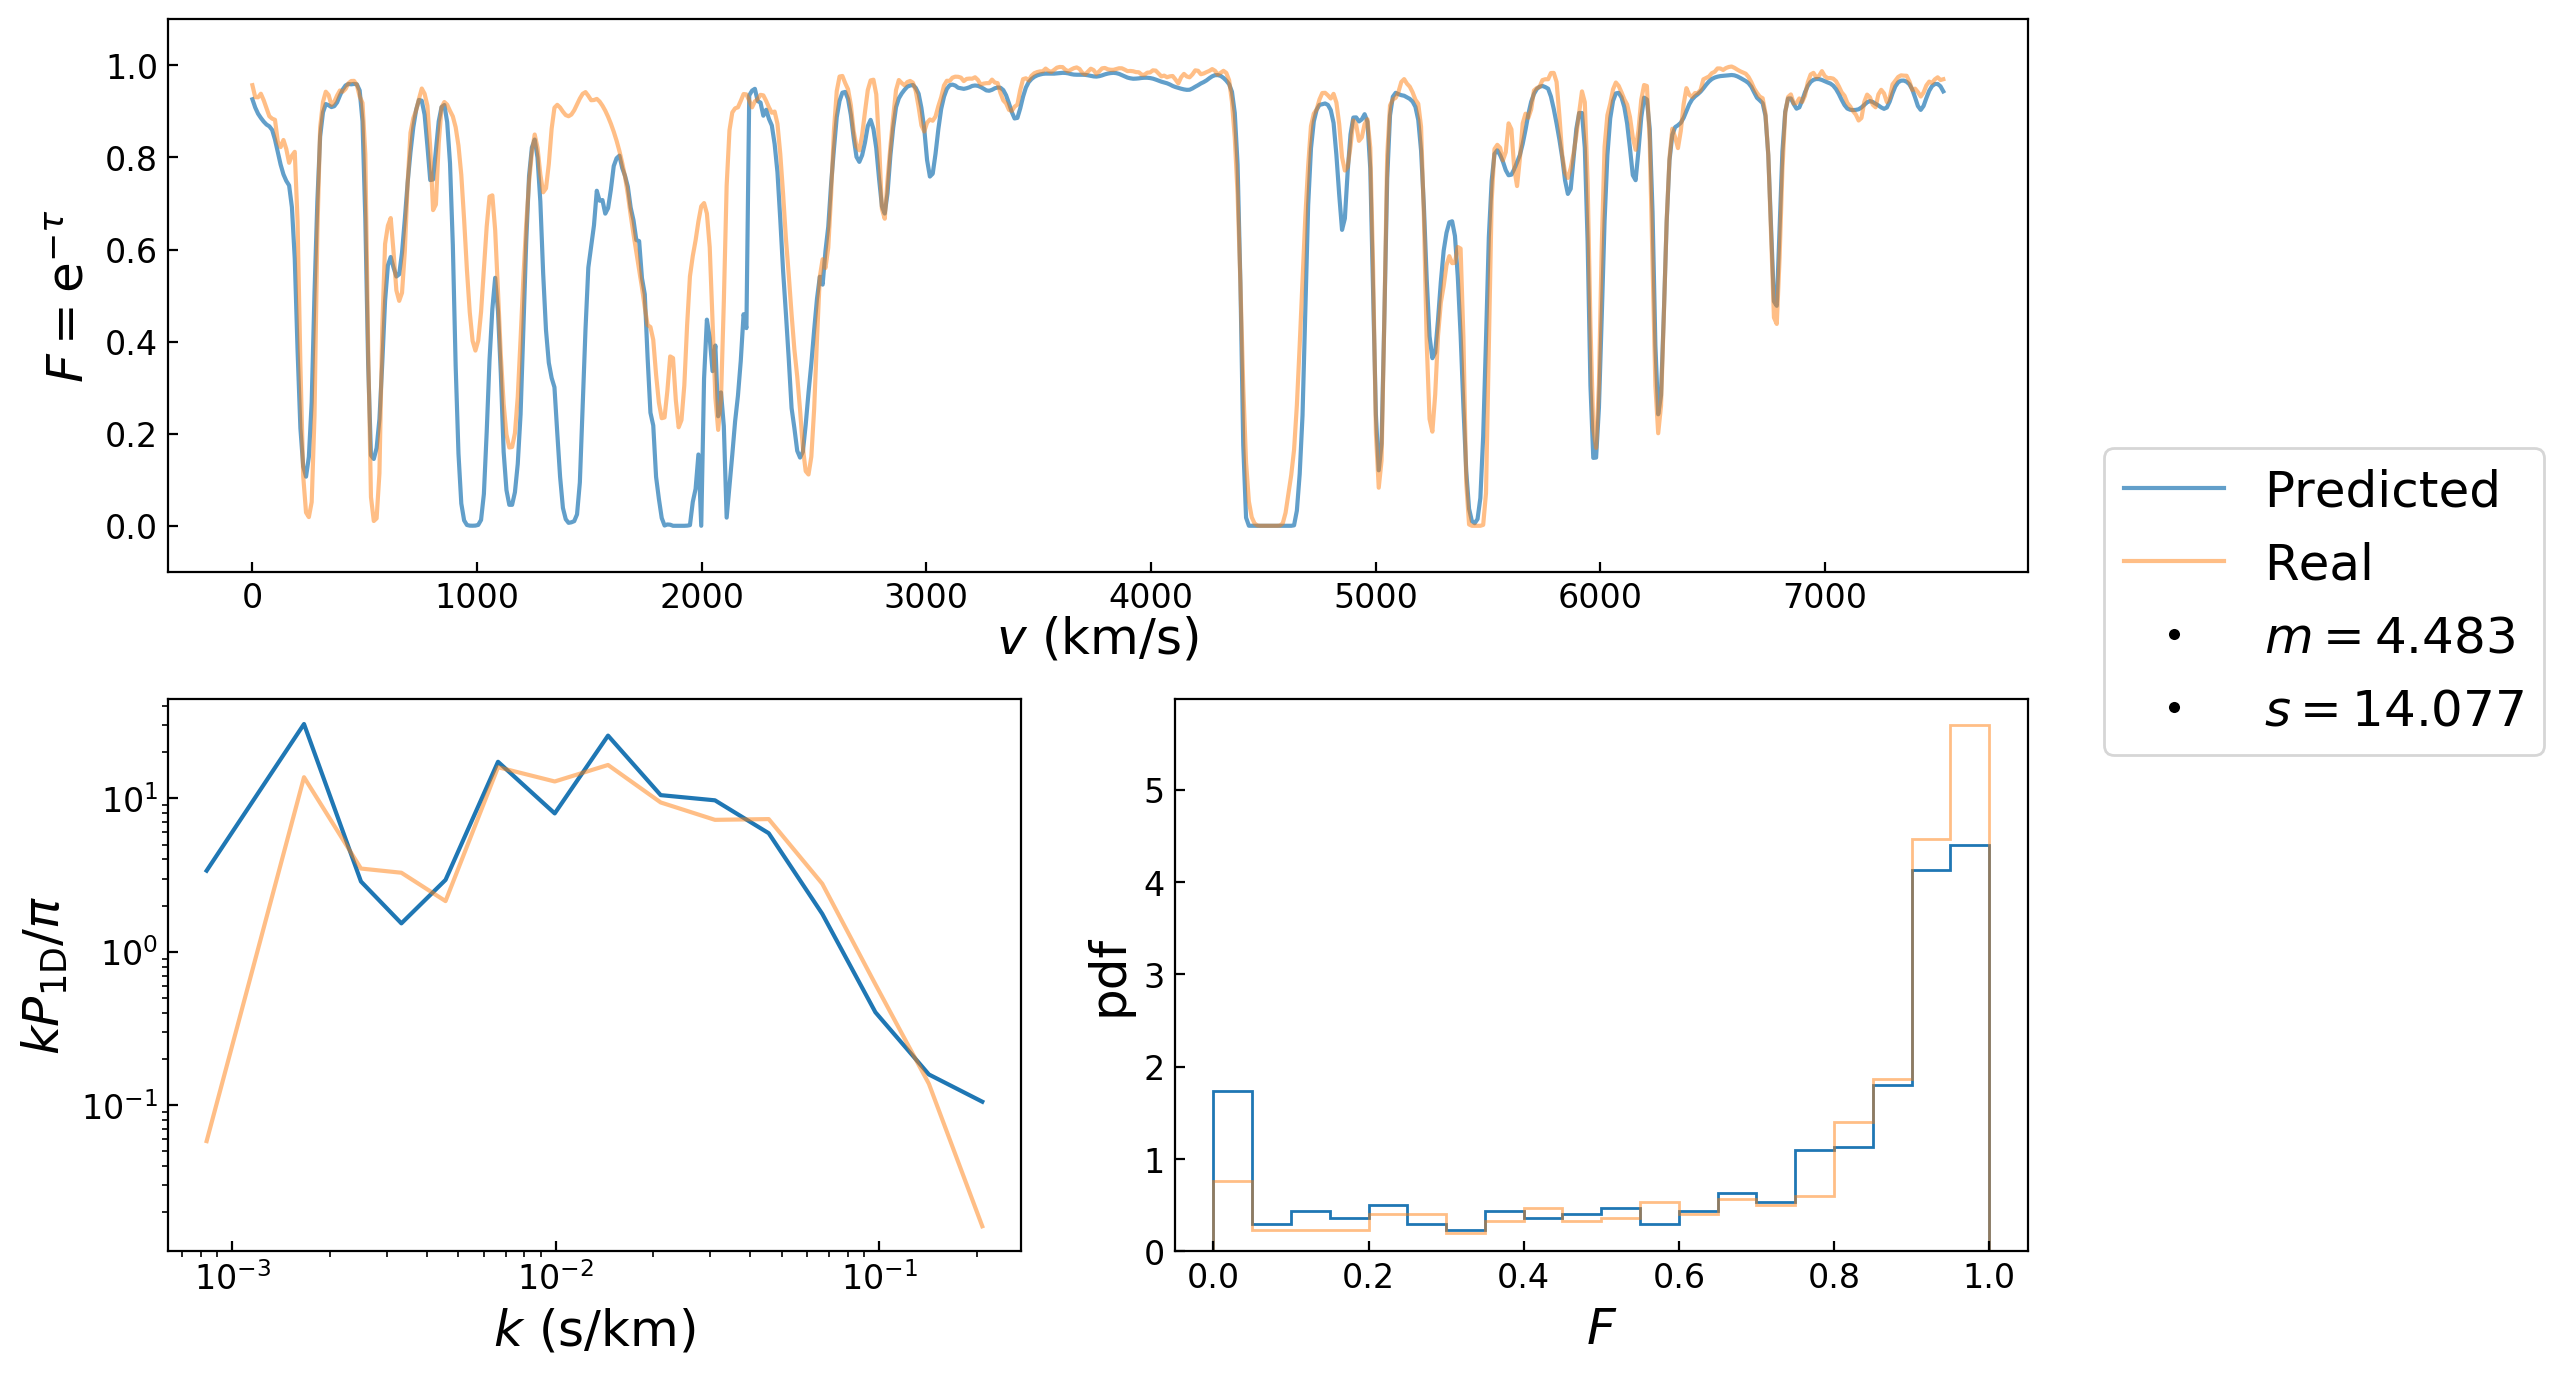 1.0
0.8
0.6
0.4
0.2
0.0
F = e^{-τ}
0 1000 2000 3000 4000 5000 6000 7000
v (km/s)
Predicted
Real
m = 4.483
s = 14.077
10^1
10^0
10^{-1}
kP_{1D}/π
10^{-3} 10^{-2} 10^{-1}
k (s/km)
5
4
3
2
1
0
pdf
0.0 0.2 0.4 0.6 0.8 1.0
F